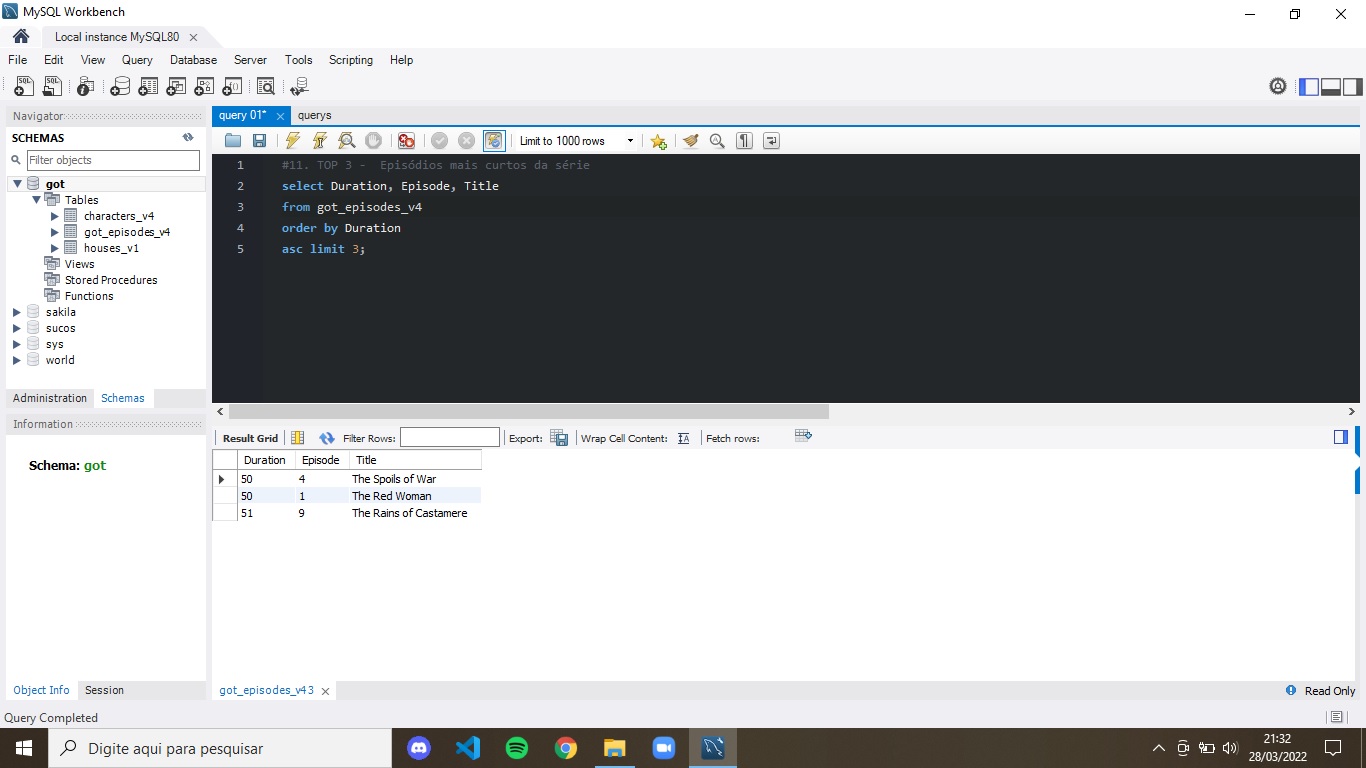 MySQL Workbench
Local instance MySQL80
File Edit View Query Database Server Tools Scripting Help
Navigator
SCHEMAS
Filter objects
got
Tables
characters_v4
got_episodes_v4
houses_v1
Views
Stored Procedures
Functions
sakila
sucos
sys
world
Administration Schemas
Information
Schema: got
Object Info Session
query 01* querys
Limit to 1000 rows
1 #11. TOP 3 -  Episódios mais curtos da série
2 select Duration, Episode, Title
3 from got_episodes_v4
4 order by Duration
5 asc limit 3;
Result Grid Filter Rows: Export: Wrap Cell Content: Fetch rows:
Duration Episode Title
50 4 The Spoils of War
50 1 The Red Woman
51 9 The Rains of Castamere
got_episodes_v4 3 Read Only
Query Completed
Digite aqui para pesquisar
21:32
28/03/2022